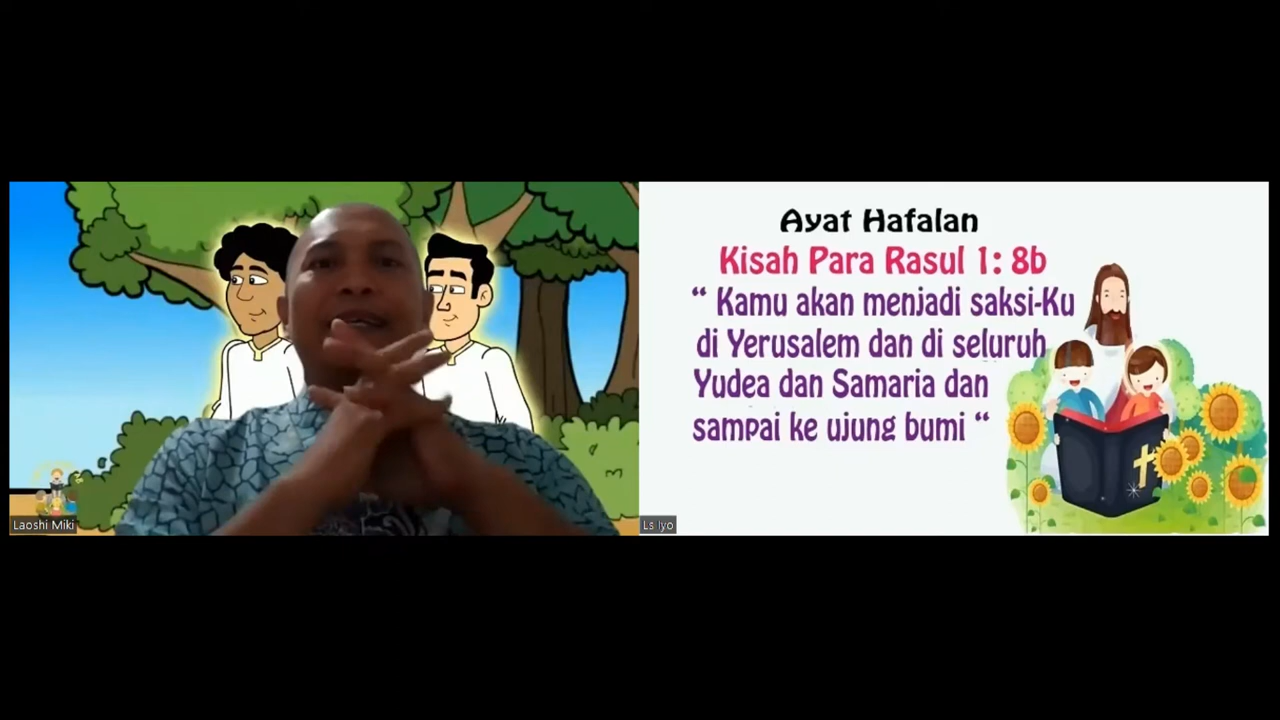 Ayat Hafalan
Kisah Para Rasul 1: 8b
“ Kamu akan menjadi saksi-Ku
di Yerusalem dan di seluruh
Yudea dan Samaria dan
sampai ke ujung bumi “
Laoshi Miki
Ls Iyo